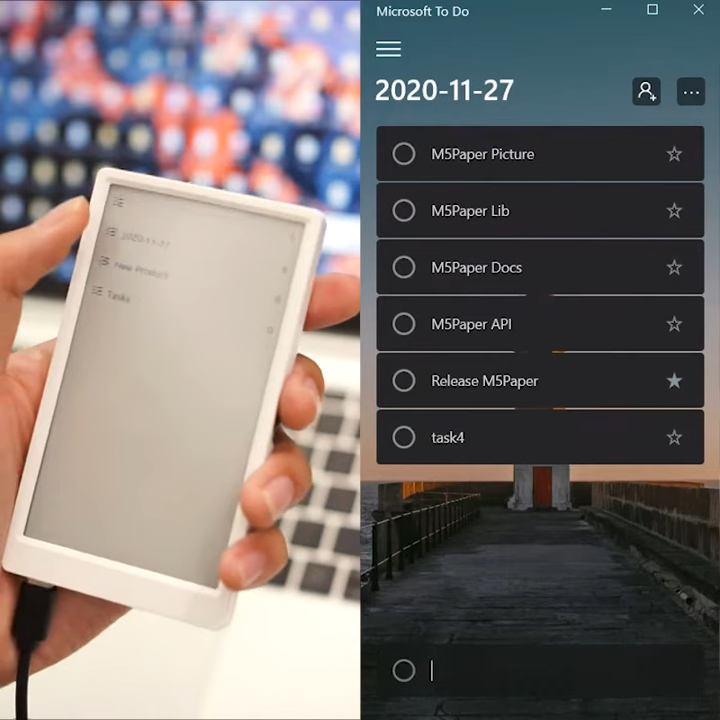 2020-11-27
New Product
Tasks
Microsoft To Do
2020-11-27
M5Paper Picture
M5Paper Lib
M5Paper Docs
M5Paper API
Release M5Paper
task4